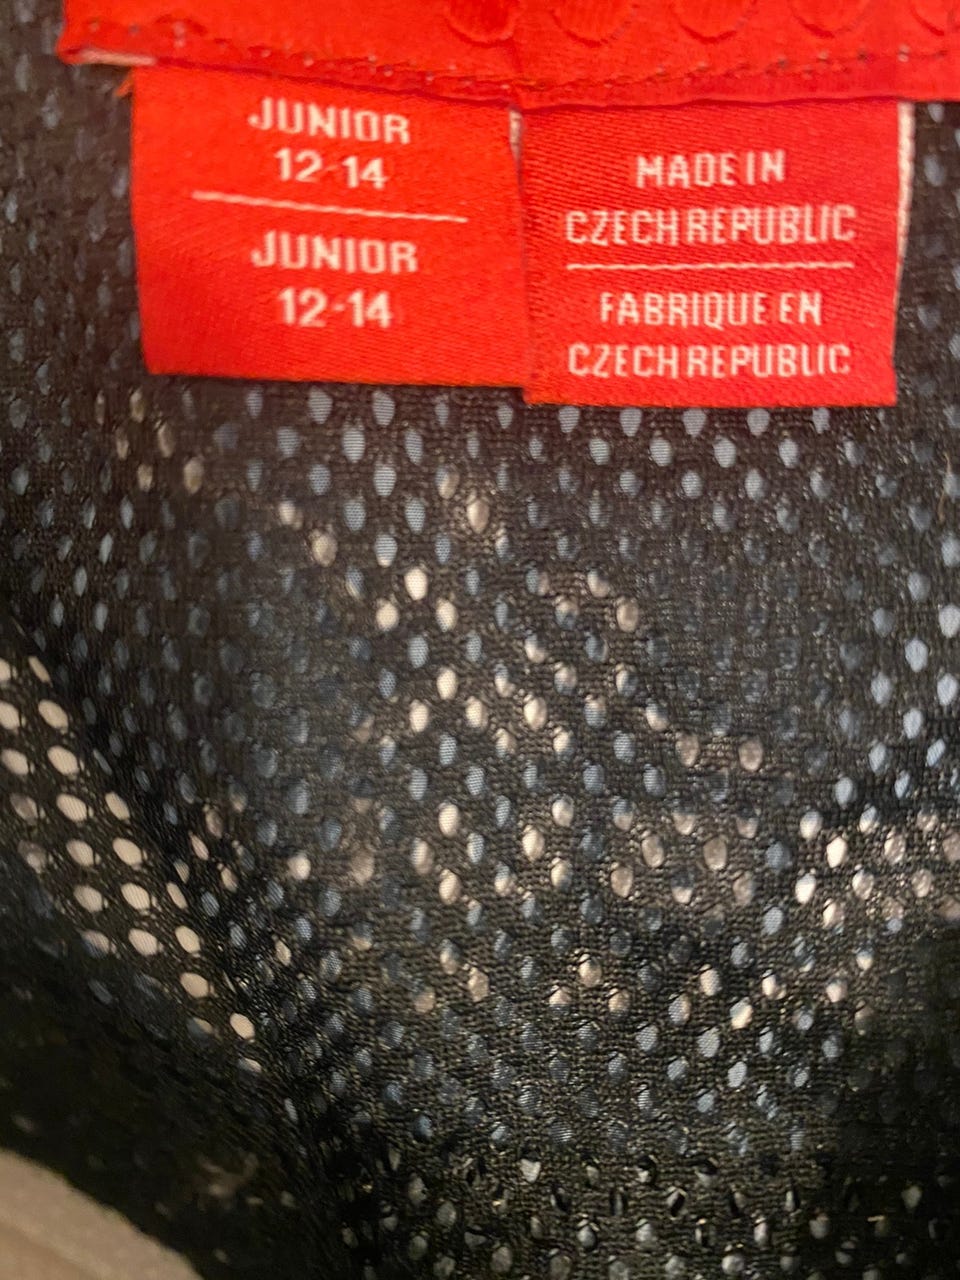 JUNIOR
12-14
JUNIOR
12-14
MADE IN
CZECH REPUBLIC
FABRIQUE EN
CZECH REPUBLIC